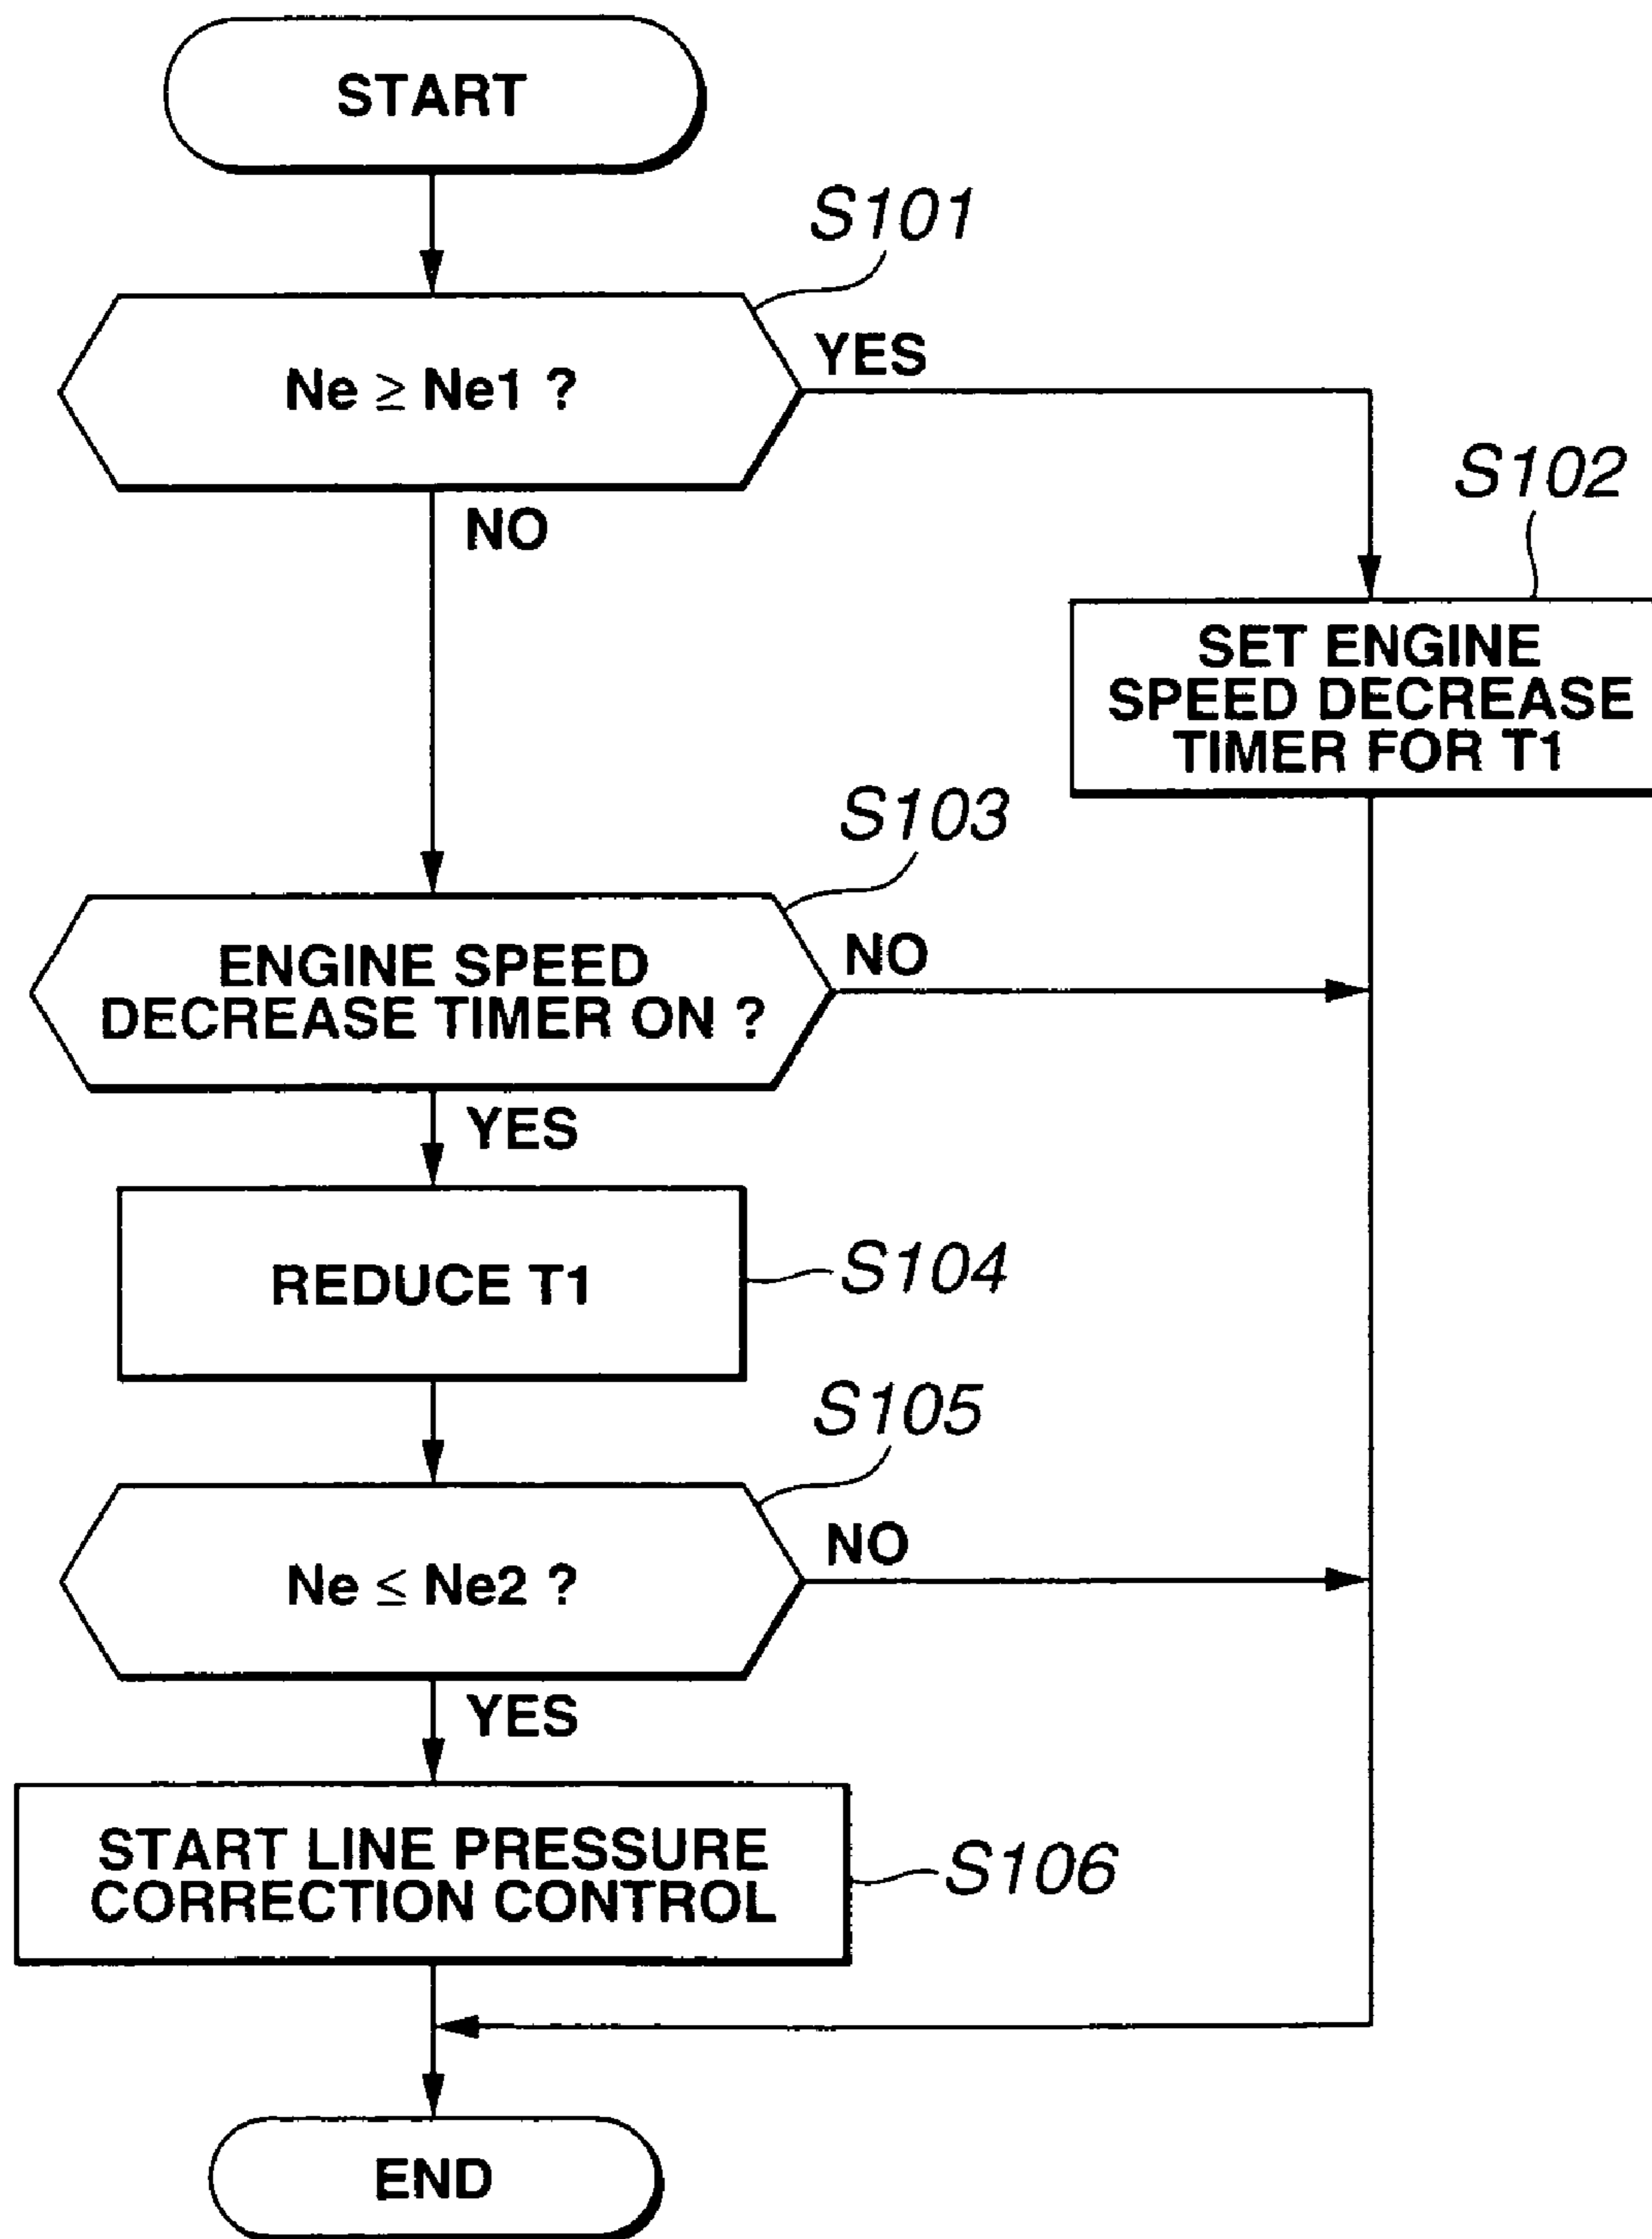 START
S101
Ne ≧ Ne1 ?
YES
NO
S102
SET ENGINE
SPEED DECREASE
TIMER FOR T1
S103
ENGINE SPEED
DECREASE TIMER ON ?
NO
YES
REDUCE T1
S104
S105
Ne ≦ Ne2 ?
NO
YES
START LINE PRESSURE
CORRECTION CONTROL
S106
END